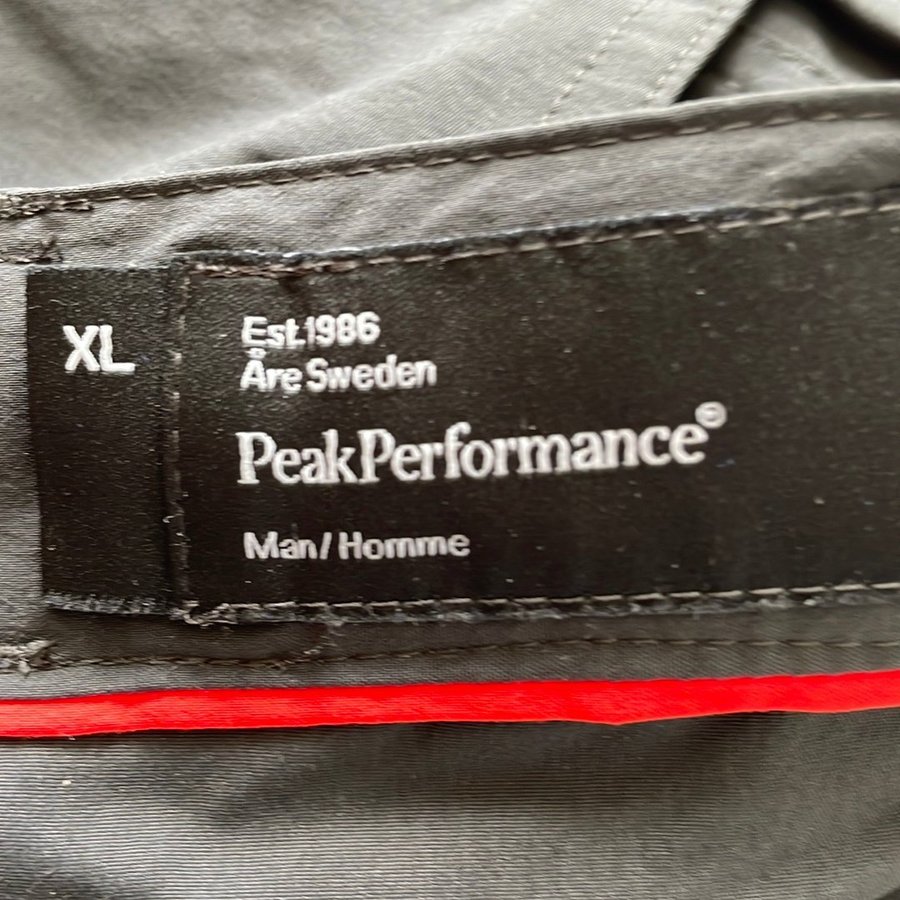 XL
Est.1986
Åre Sweden
PeakPerformance®
Man/Homme